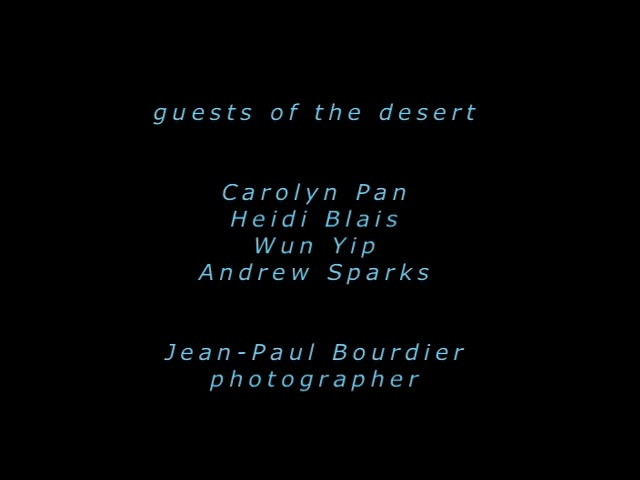 guests of the desert
Carolyn Pan
Heidi Blais
Wun Yip
Andrew Sparks
Jean-Paul Bourdier
photographer